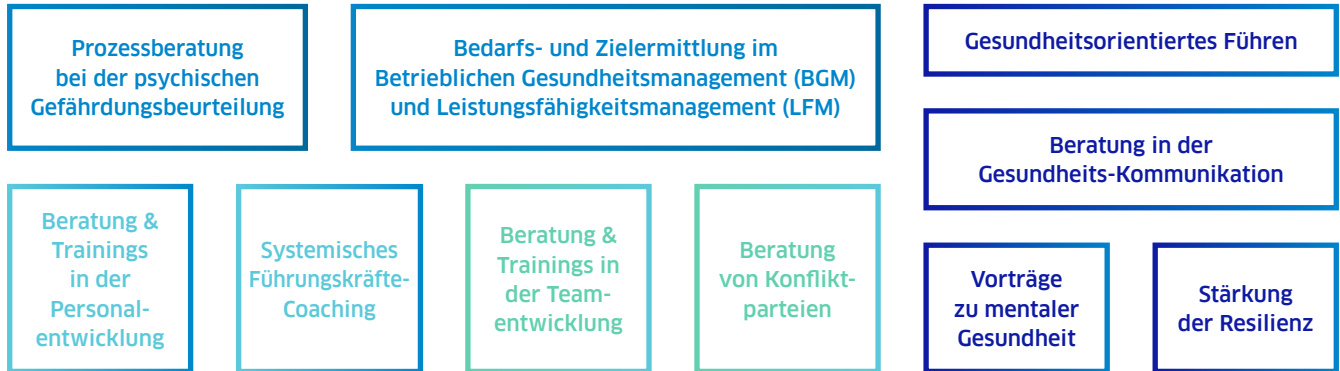 Prozessberatung
bei der psychischen
Gefährdungsbeurteilung
Bedarfs- und Zielermittlung im
Betrieblichen Gesundheitsmanagement (BGM)
und Leistungsfähigkeitsmanagement (LFM)
Gesundheitsorientiertes Führen
Beratung in der
Gesundheits-Kommunikation
Beratung &
Trainings
in der
Personal-
entwicklung
Systemisches
Führungskräfte-
Coaching
Beratung &
Trainings in
der Team-
entwicklung
Beratung
von Konflikt-
parteien
Vorträge
zu mentaler
Gesundheit
Stärkung
der Resilienz